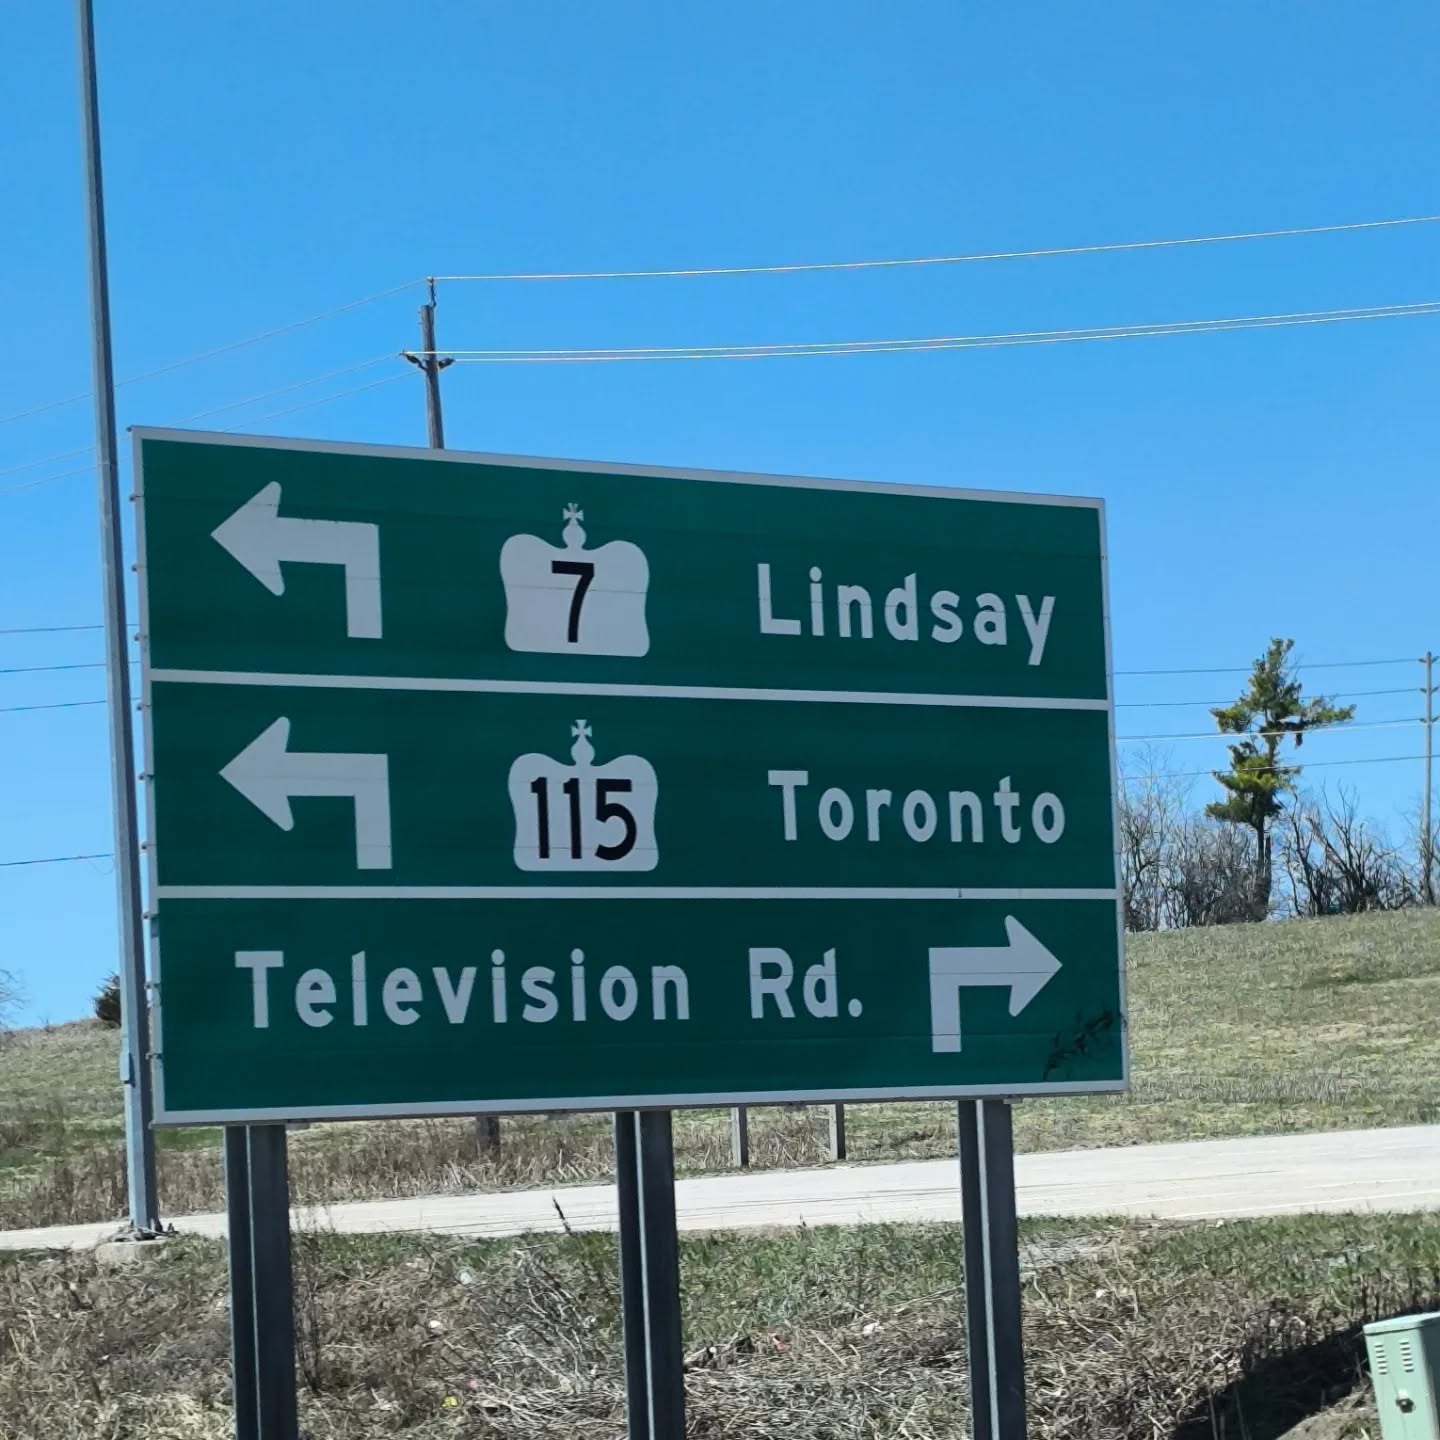 7 Lindsay
115 Toronto
Television Rd.